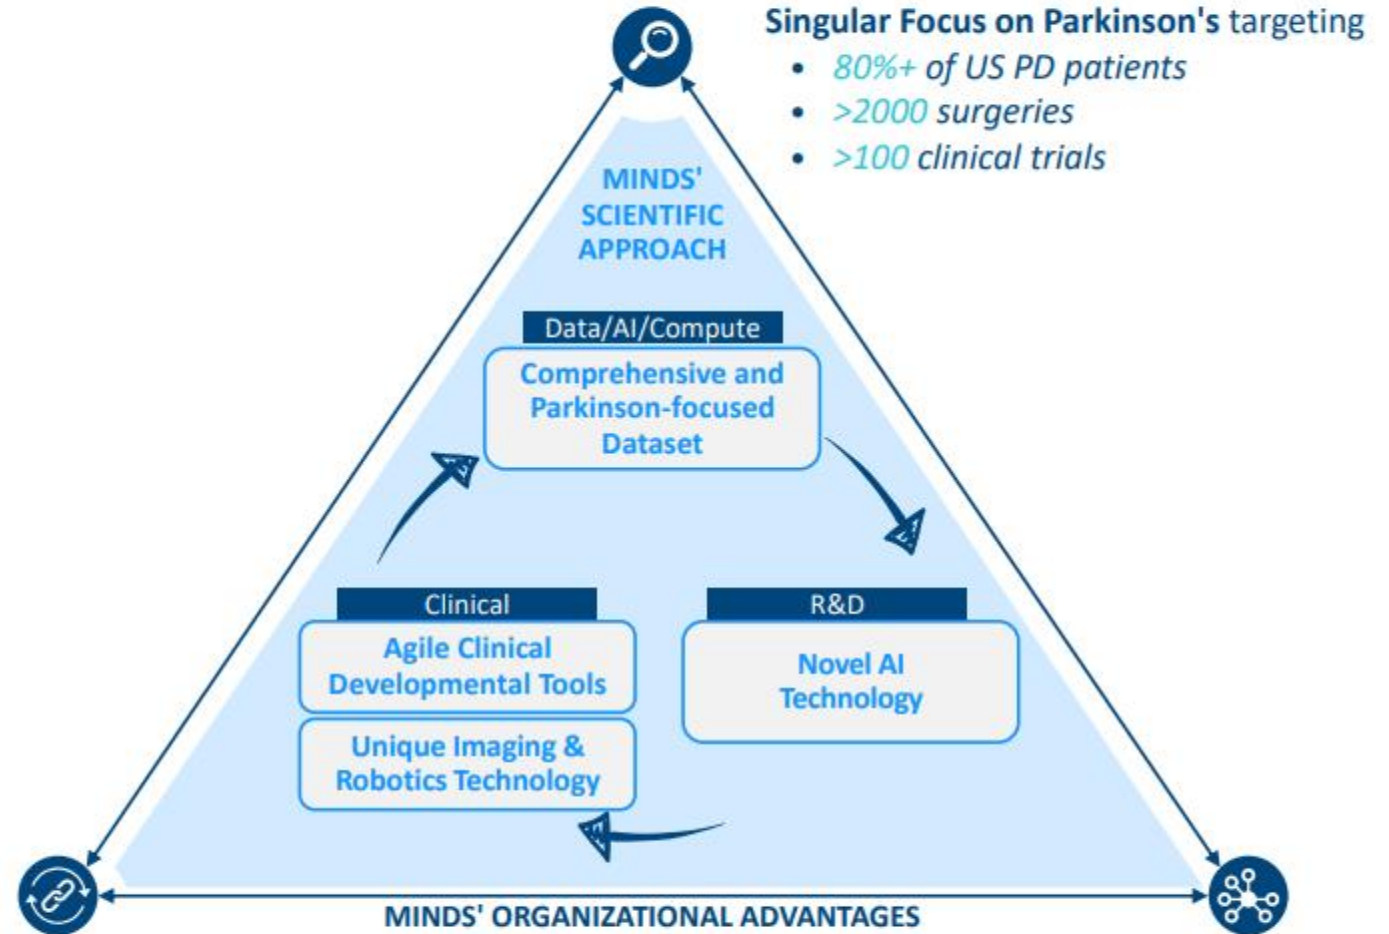 Singular Focus on Parkinson's targeting
• 80%+ of US PD patients
• >2000 surgeries
• >100 clinical trials
MINDS'
SCIENTIFIC
APPROACH
Data/AI/Compute
Comprehensive and
Parkinson-focused
Dataset
Clinical
Agile Clinical
Developmental Tools
Unique Imaging &
Robotics Technology
R&D
Novel AI
Technology
MINDS' ORGANIZATIONAL ADVANTAGES